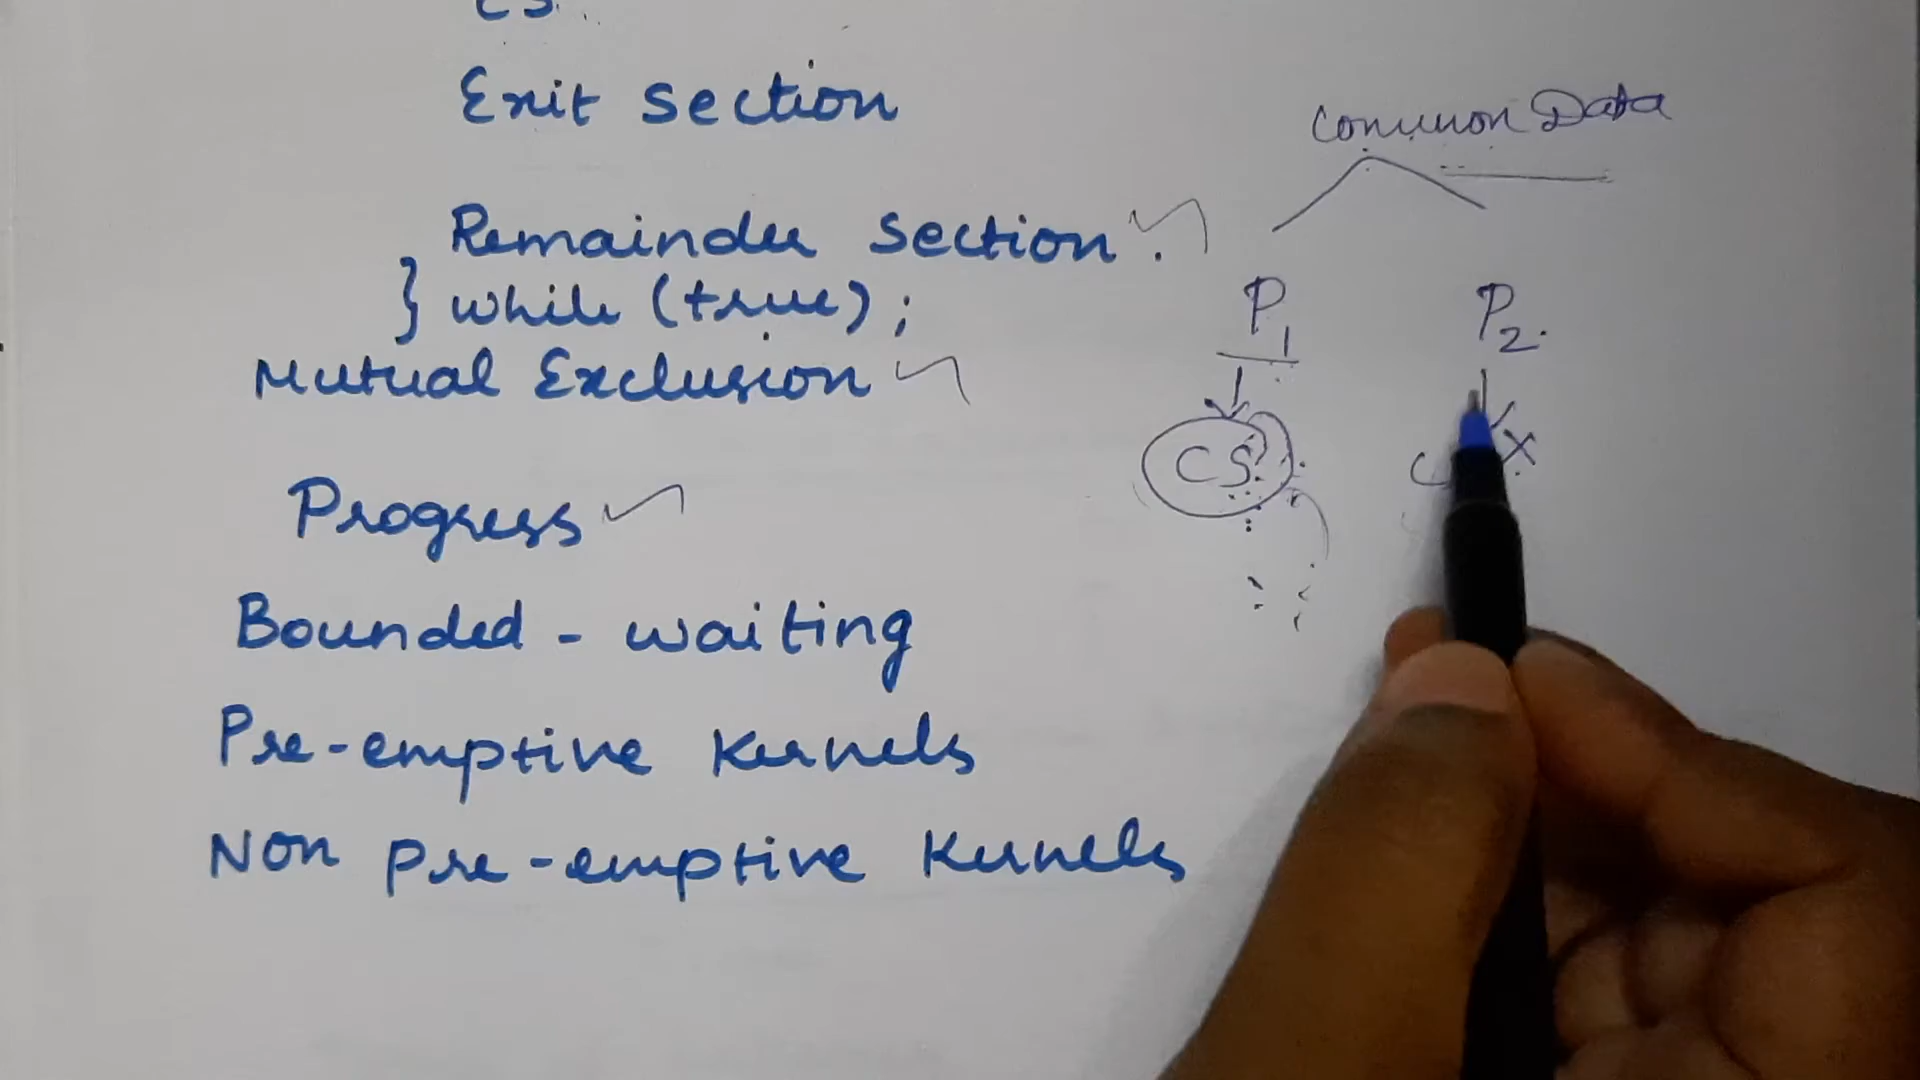 CS
Exit section
Common Data
Remainder section.
} while (true);
P1
P2.
Mutual Exclusion
CS
C
x
Progress
Bounded - waiting
Pre-emptive Kernels
Non pre-emptive Kernels